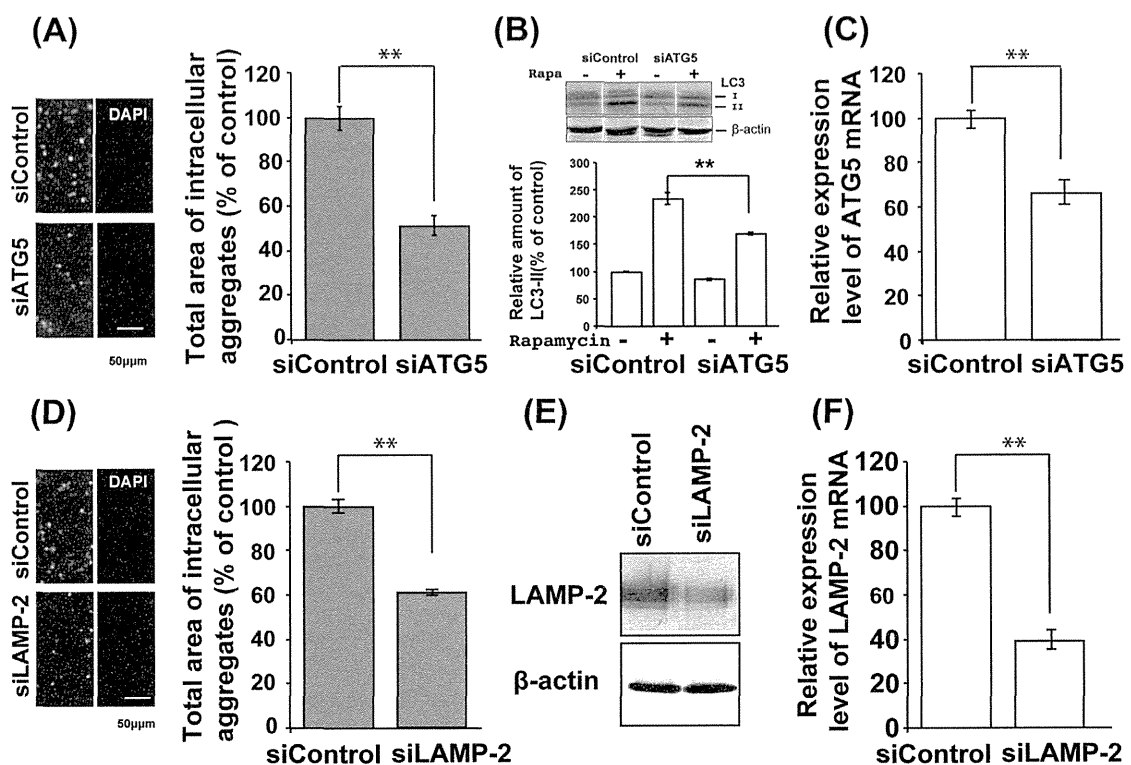 (A)
siControl
siATG5
DAPI
50µµm
Total area of intracellular
aggregates (% of control)
120
100
80
60
40
20
0
**
siControl siATG5
(B)
siControl siATG5
Rapa - + - +
LC3
I
II
β-actin
Relative amount of
LC3-II(% of control)
300
250
200
150
100
50
0
**
Rapamycin - + - +
siControl siATG5
(C)
Relative expression
level of ATG5 mRNA
120
100
80
60
40
20
0
**
siControl siATG5
(D)
siControl
siLAMP-2
DAPI
50µµm
Total area of intracellular
aggregates (% of control )
120
100
80
60
40
20
0
**
siControl siLAMP-2
(E)
siControl
siLAMP-2
LAMP-2
β-actin
(F)
Relative expression
level of LAMP-2 mRNA
120
100
80
60
40
20
0
**
siControl siLAMP-2